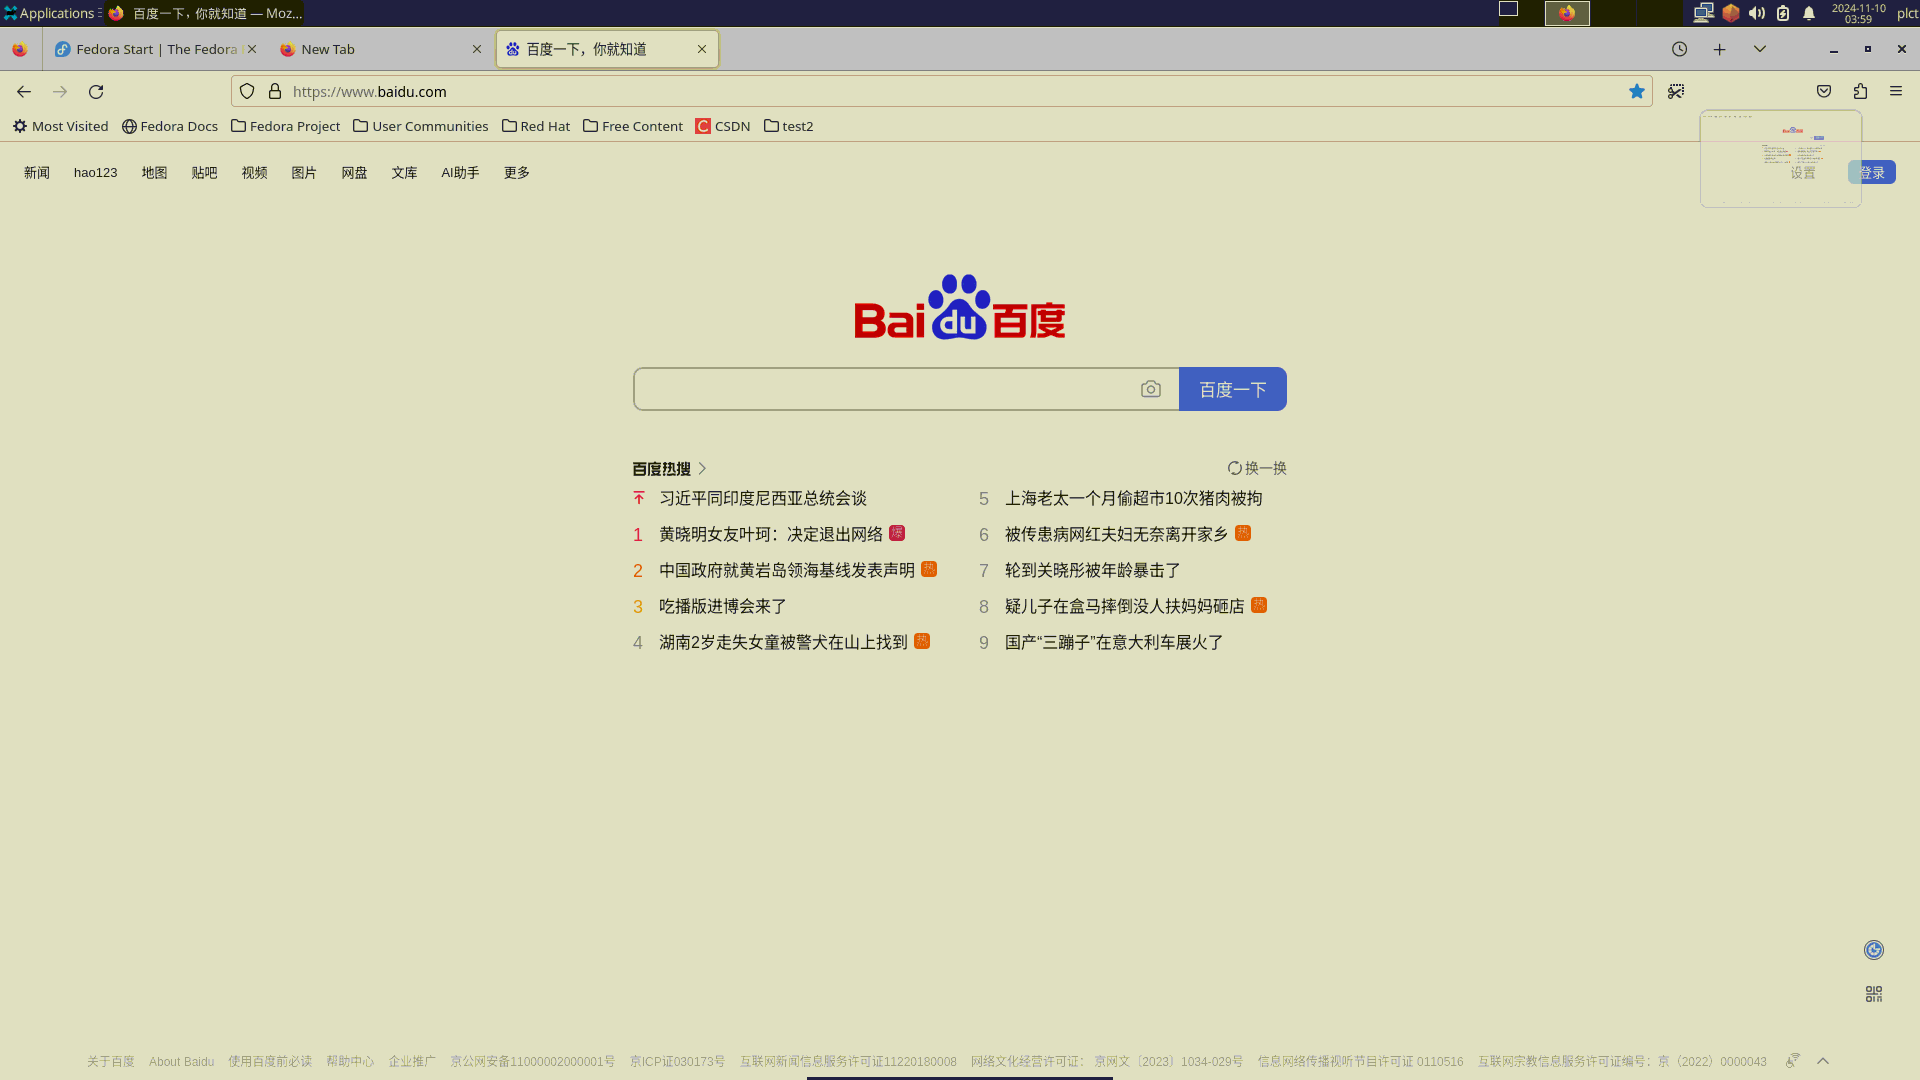 Applications 百度一下，你就知道 — Moz... 2024-11-10 03:59 plct
Fedora Start | The Fedora New Tab 百度一下，你就知道
https://www.baidu.com
Most Visited Fedora Docs Fedora Project User Communities Red Hat Free Content CSDN test2
新闻 hao123 地图 贴吧 视频 图片 网盘 文库 AI助手 更多 设置 登录
Bai du 百度
百度一下
百度热搜 换一换
习近平同印度尼西亚总统会谈
1 黄晓明女友叶珂：决定退出网络 爆
2 中国政府就黄岩岛领海基线发表声明 热
3 吃播版进博会来了
4 湖南2岁走失女童被警犬在山上找到 热
5 上海老太一个月偷超市10次猪肉被拘
6 被传患病网红夫妇无奈离开家乡 热
7 轮到关晓彤被年龄暴击了
8 疑儿子在盒马摔倒没人扶妈妈砸店 热
9 国产“三蹦子”在意大利车展火了
关于百度 About Baidu 使用百度前必读 帮助中心 企业推广 京公网安备11000002000001号 京ICP证030173号 互联网新闻信息服务许可证11220180008 网络文化经营许可证： 京网文〔2023〕1034-029号 信息网络传播视听节目许可证 0110516 互联网宗教信息服务许可证编号：京（2022）0000043